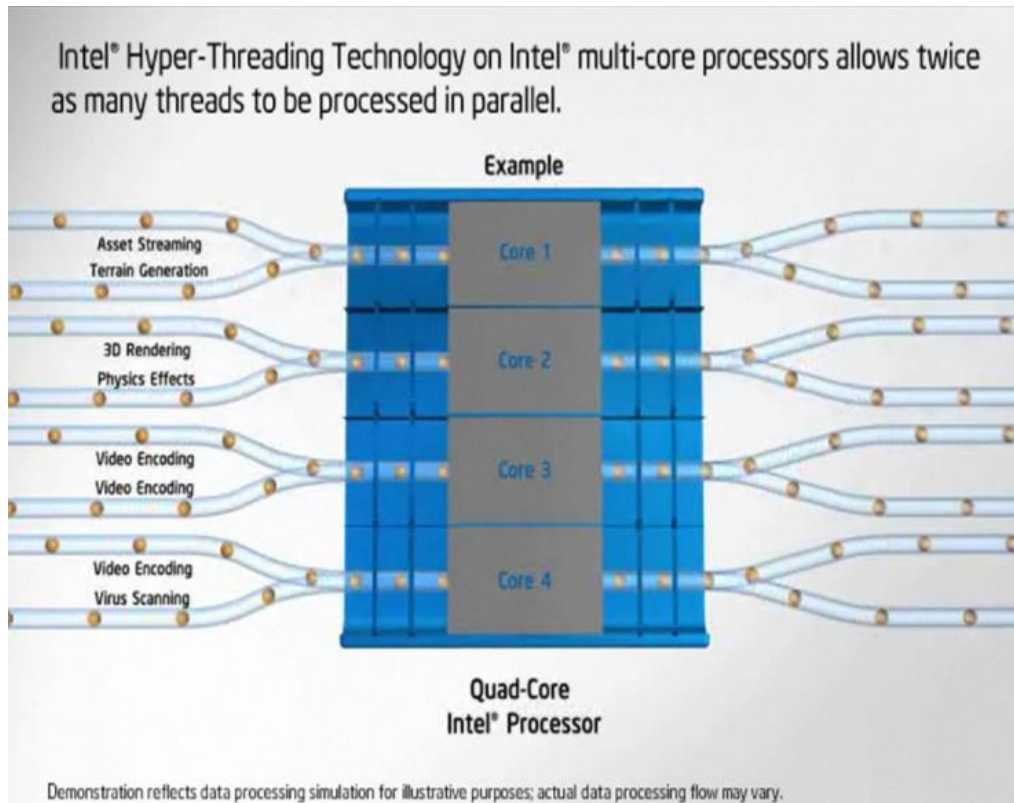 Intel® Hyper-Threading Technology on Intel® multi-core processors allows twice
as many threads to be processed in parallel.
Example
Asset Streaming
Terrain Generation
Core 1
3D Rendering
Physics Effects
Core 2
Video Encoding
Video Encoding
Core 3
Video Encoding
Virus Scanning
Core 4
Quad-Core
Intel® Processor
Demonstration reflects data processing simulation for illustrative purposes; actual data processing flow may vary.